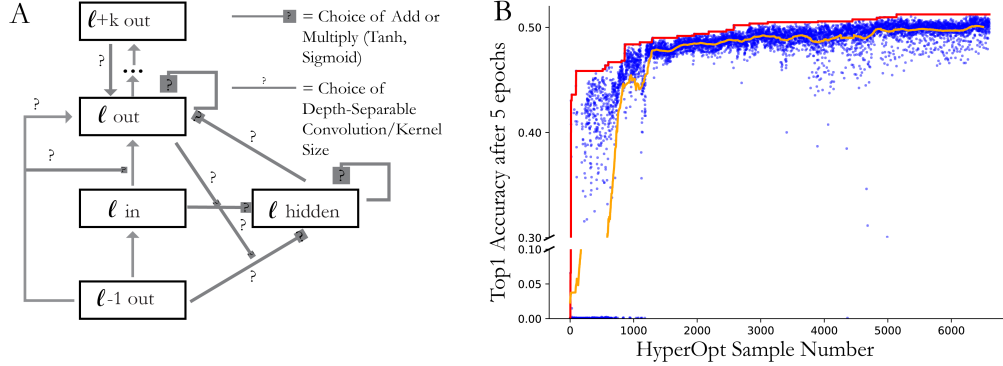 A
ℓ+k out
?
...
?
?
ℓ out
?
?
?
?
?
ℓ in
?
?
ℓ hidden
?
?
?
ℓ-1 out
? = Choice of Add or
Multiply (Tanh,
Sigmoid)
? = Choice of
Depth-Separable
Convolution/Kernel
Size
B
Top1 Accuracy after 5 epochs
0.50
0.40
0.30
0.10
0.05
0.00
0 1000 2000 3000 4000 5000 6000
HyperOpt Sample Number